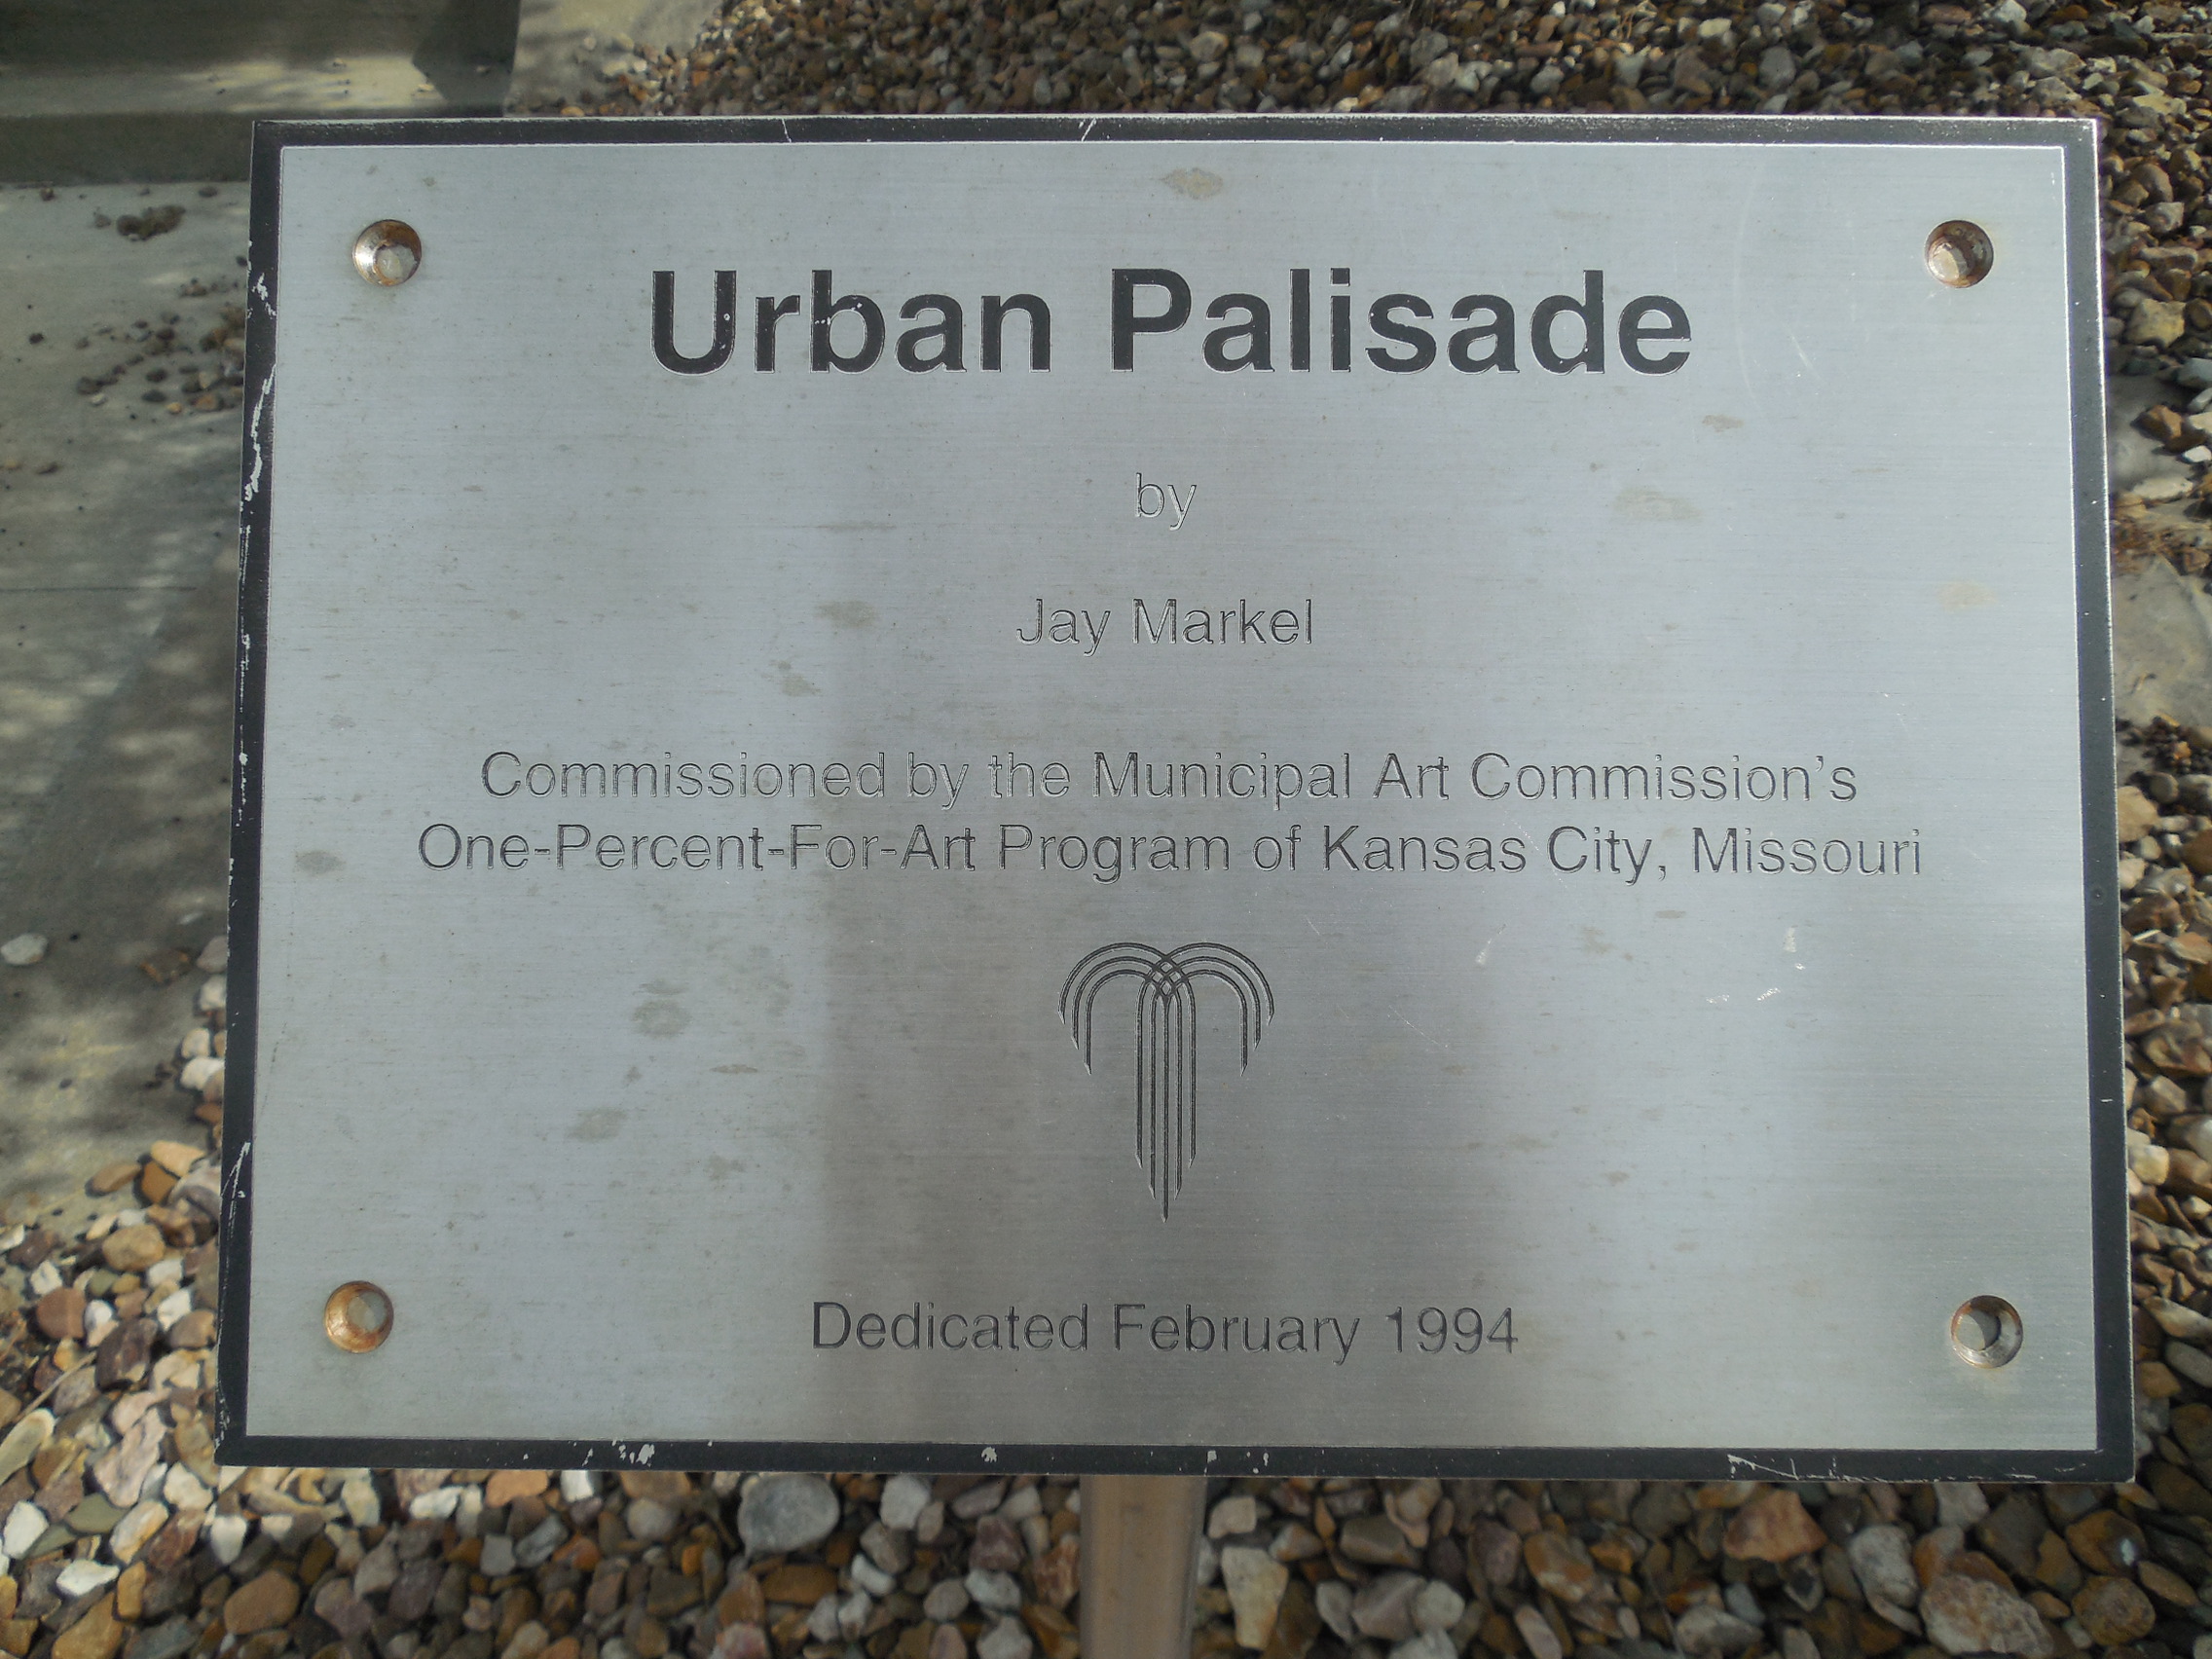 Urban Palisade
by
Jay Markel
Commissioned by the Municipal Art Commission's
One-Percent-For-Art Program of Kansas City, Missouri
Dedicated February 1994